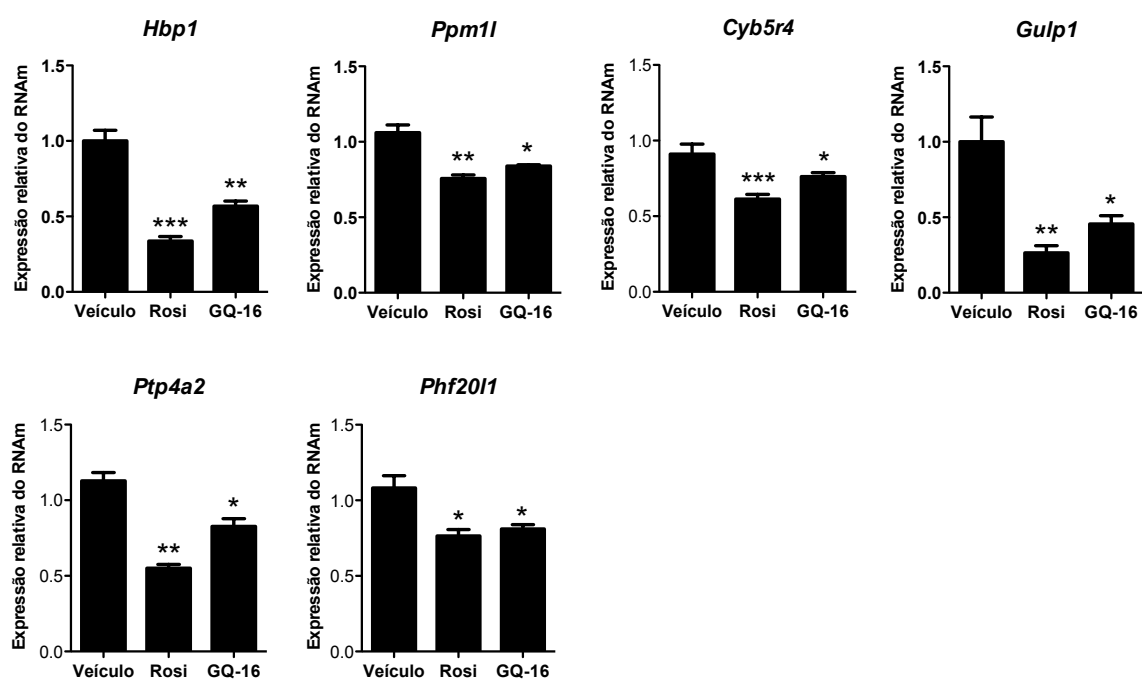 Hbp1
Expressão relativa do RNAm
1.5
1.0
0.5
0.0
***
**
Veículo Rosi GQ-16
Ppm1l
Expressão relativa do RNAm
1.5
1.0
0.5
0.0
**
*
Veículo Rosi GQ-16
Cyb5r4
Expressão relativa do RNAm
1.5
1.0
0.5
0.0
***
*
Veículo Rosi GQ-16
Gulp1
Expressão relativa do RNAm
1.5
1.0
0.5
0.0
**
*
Veículo Rosi GQ-16
Ptp4a2
Expressão relativa do RNAm
1.5
1.0
0.5
0.0
**
*
Veículo Rosi GQ-16
Phf20l1
Expressão relativa do RNAm
1.5
1.0
0.5
0.0
*
*
Veículo Rosi GQ-16